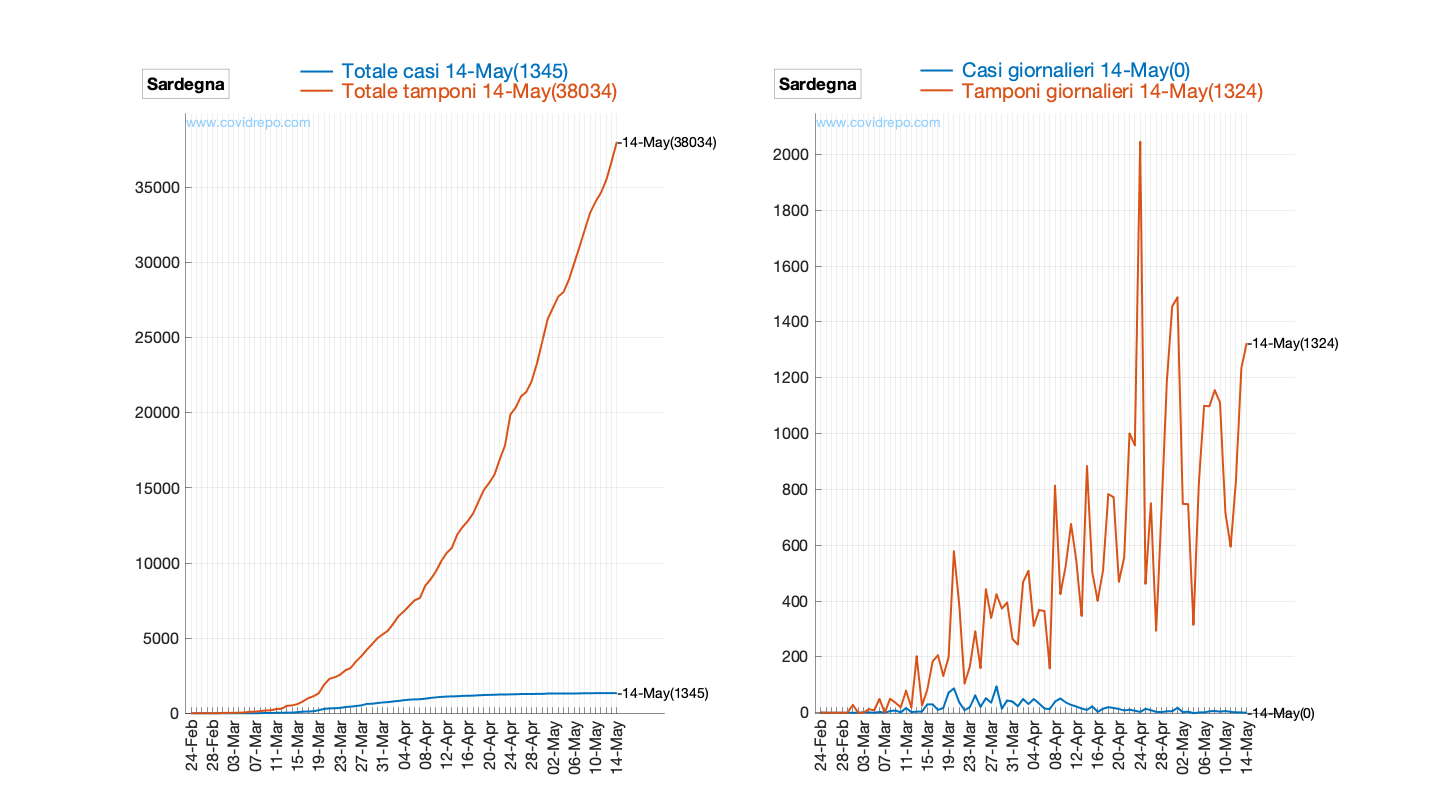 Sardegna
Totale casi 14-May(1345)
Totale tamponi 14-May(38034)
www.covidrepo.com
14-May(38034)
35000
30000
25000
20000
15000
10000
5000
0
14-May(1345)
24-Feb
28-Feb
03-Mar
07-Mar
11-Mar
15-Mar
19-Mar
23-Mar
27-Mar
31-Mar
04-Apr
08-Apr
12-Apr
16-Apr
20-Apr
24-Apr
28-Apr
02-May
06-May
10-May
14-May
Sardegna
Casi giornalieri 14-May(0)
Tamponi giornalieri 14-May(1324)
www.covidrepo.com
2000
1800
1600
1400
14-May(1324)
1200
1000
800
600
400
200
0
14-May(0)
24-Feb
28-Feb
03-Mar
07-Mar
11-Mar
15-Mar
19-Mar
23-Mar
27-Mar
31-Mar
04-Apr
08-Apr
12-Apr
16-Apr
20-Apr
24-Apr
28-Apr
02-May
06-May
10-May
14-May